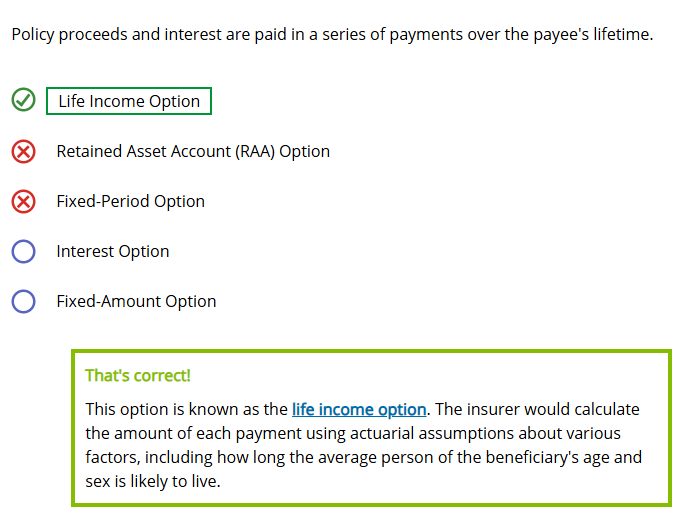 Policy proceeds and interest are paid in a series of payments over the payee's lifetime.
Life Income Option
Retained Asset Account (RAA) Option
Fixed-Period Option
Interest Option
Fixed-Amount Option
That's correct!
This option is known as the life income option. The insurer would calculate
the amount of each payment using actuarial assumptions about various
factors, including how long the average person of the beneficiary's age and
sex is likely to live.